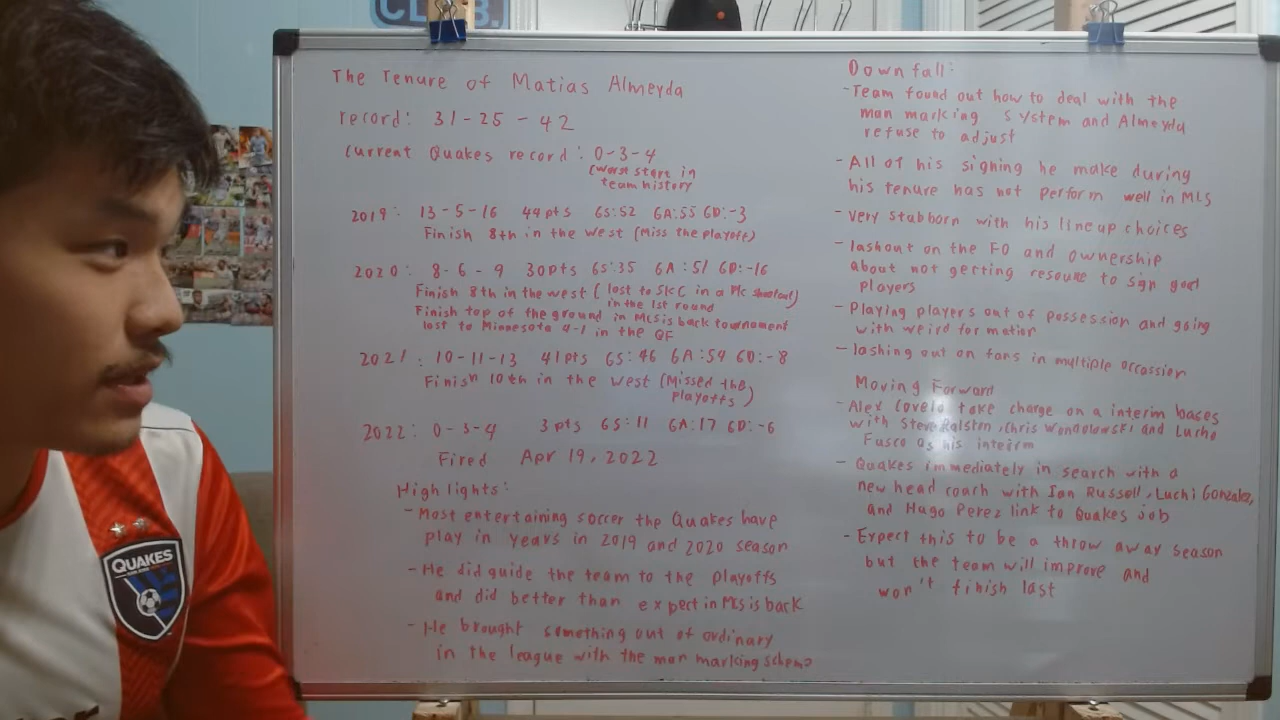 CLUB.
The Tenure of Matias Almeyda
record: 31-25-42
Current Quakes record: 0-3-4
(worst start in
team history
2019: 13-5-16 44pts GS:52 GA:55 GD:-3
Finish 8th in the west (Miss the playoff)
2020: 8-6-9 30pts GS:35 GA:51 GD:-16
Finish 8th in the west (lost to SKC in a PK shootout)
in the 1st round
Finish top of the ground in MLS is back tournament
lost to Minnesota 4-1 in the QF
2021: 10-11-13 41pts GS:46 GA:54 GD:-8
Finish 10th in the west (Missed the
playoffs)
2022: 0-3-4 3pts GS:11 GA:17 GD:-6
Fired Apr 19, 2022
Highlights:
- Most entertaining soccer the Quakes have
play in years in 2019 and 2020 season
- He did guide the team to the playoffs
and did better than expect in MLS is back
- He brought something out of ordinary
in the league with the man marking scheme
Downfall:
- Team found out how to deal with the
man marking system and Almeyda
refuse to adjust
- All of his signing he make during
his tenure has not perform well in MLS
- very stubborn with his lineup choices
- lashout on the FO and ownership
about not getting resource to sign good
players
- Playing players out of possession and going
with weird formation
- lashing out on fans in multiple occassion
Moving Forward
- Alex Covelo take charge on a interim bases
with Steve Ralston, Chris Wondolowski and Lucho
Fusco as his interim
- Quakes immediately in search with a
new head coach with Ian Russell, Luchi Gonzalez,
and Hugo Perez link to Quakes job
- Expect this to be a throw away season
but the team will improve and
won't finish last
QUAKES